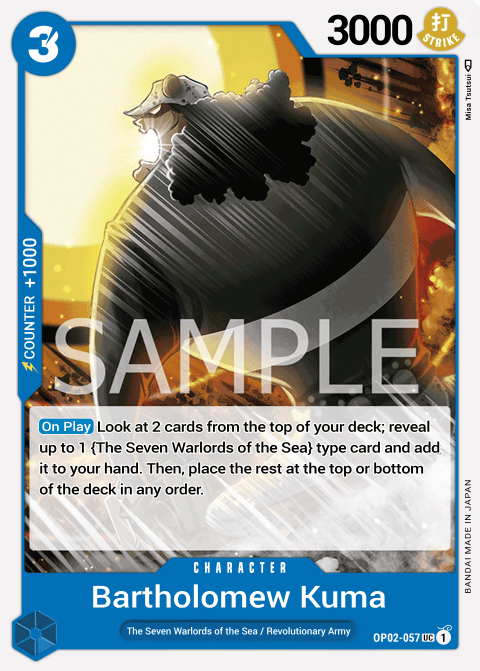 3
3000
打
STRIKE
Misa Tsutsui
COUNTER +1000
SAMPLE
On Play Look at 2 cards from the top of your deck; reveal
up to 1 {The Seven Warlords of the Sea} type card and add
it to your hand. Then, place the rest at the top or bottom
of the deck in any order.
BANDAI MADE IN JAPAN
CHARACTER
Bartholomew Kuma
The Seven Warlords of the Sea / Revolutionary Army
OP02-057 UC 1